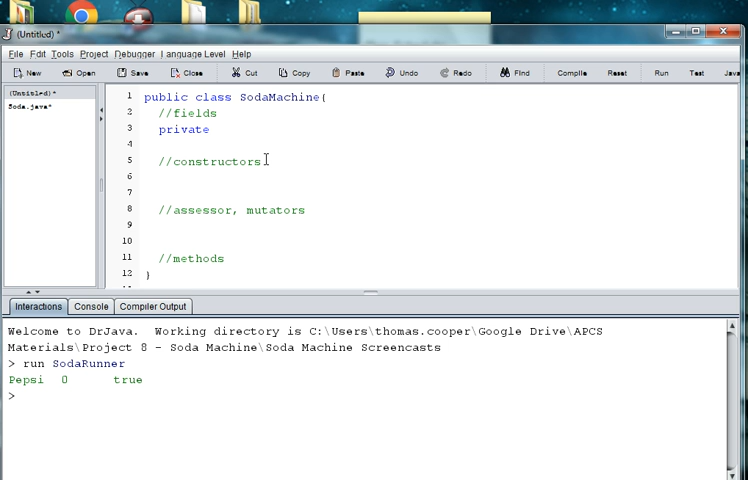 (Untitled) *
File Edit Tools Project Debugger Language Level Help
New Open Save Close Cut Copy Paste Undo Redo Find Compile Reset Run Test Java
(Untitled)*
Soda.java*
1 public class SodaMachine{
2 //fields
3 private
4
5 //constructors
6
7
8 //assessor, mutators
9
10
11 //methods
12 }
Interactions Console Compiler Output
Welcome to DrJava. Working directory is C:\Users\thomas.cooper\Google Drive\APCS
Materials\Project 8 - Soda Machine\Soda Machine Screencasts
> run SodaRunner
Pepsi 0 true
>